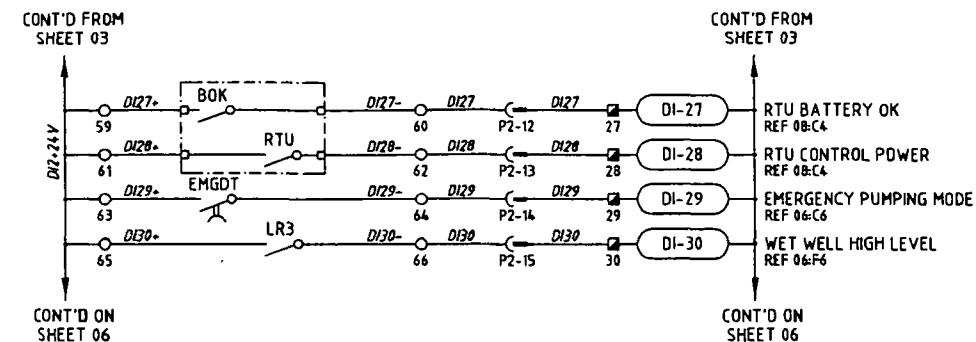 CONT'D FROM
SHEET 03
CONT'D FROM
SHEET 03
DI2-24V
DI27+ BOK DI27- DI27 DI27 DI-27 RTU BATTERY OK
59 60 P2-12 27 REF 08:C4
DI28+ RTU DI28- DI28 DI28 DI-28 RTU CONTROL POWER
61 62 P2-13 28 REF 08:C4
DI29+ EMGDT DI29- DI29 DI29 DI-29 EMERGENCY PUMPING MODE
63 64 P2-14 29 REF 06:C6
DI30+ LR3 DI30- DI30 DI30 DI-30 WET WELL HIGH LEVEL
65 66 P2-15 30 REF 06:F6
CONT'D ON
SHEET 06
CONT'D ON
SHEET 06